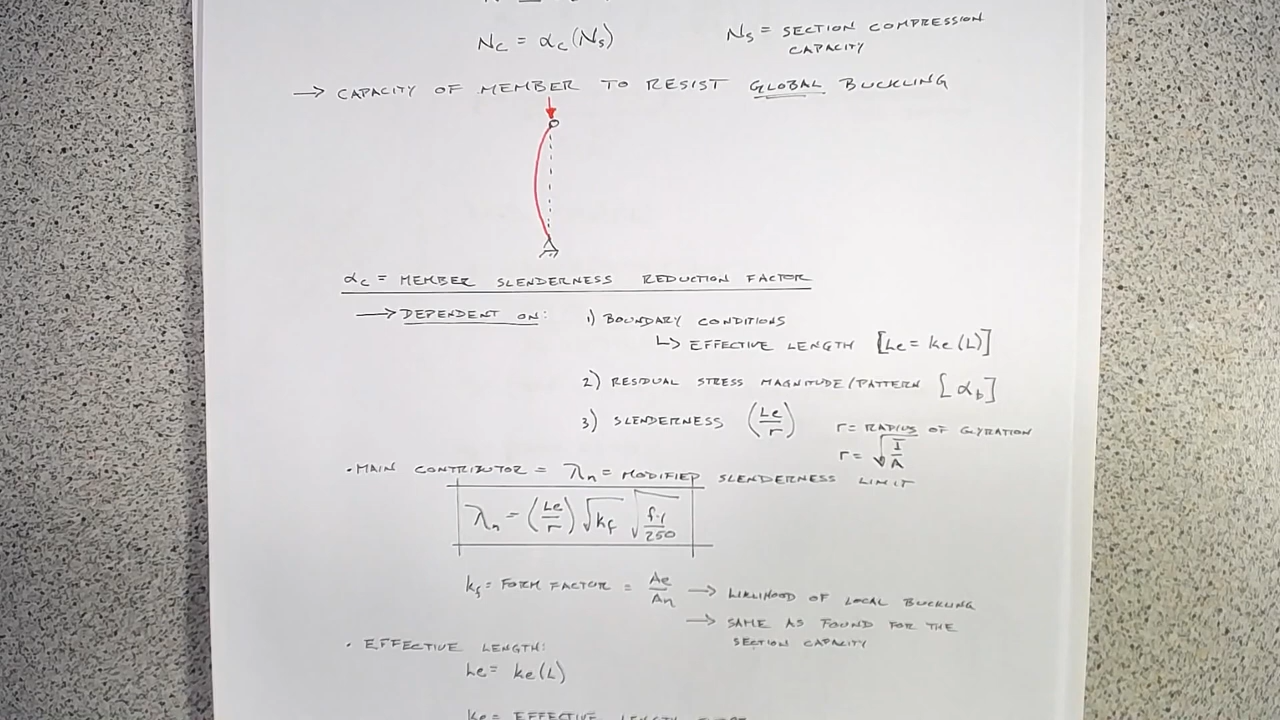 Nc = αc(Ns)
Ns = SECTION COMPRESSION CAPACITY
→ CAPACITY OF MEMBER TO RESIST GLOBAL BUCKLING
αc = MEMBER SLENDERNESS REDUCTION FACTOR
→ DEPENDENT ON:
1) BOUNDARY CONDITIONS
↳ EFFECTIVE LENGTH [Le = ke(L)]
2) RESIDUAL STRESS MAGNITUDE/PATTERN [αb]
3) SLENDERNESS (Le/r)
r = RADIUS OF GYRATION
r = √(I/A)
• MAIN CONTRIBUTOR = λn = MODIFIED SLENDERNESS LIMIT
λn = (Le/r) √kf √(fy/250)
kf = FORM FACTOR = Ae/An → LIKLIHOOD OF LOCAL BUCKLING
→ SAME AS FOUND FOR THE SECTION CAPACITY
• EFFECTIVE LENGTH:
Le = ke(L)
ke = EFFECTIVE LENGTH